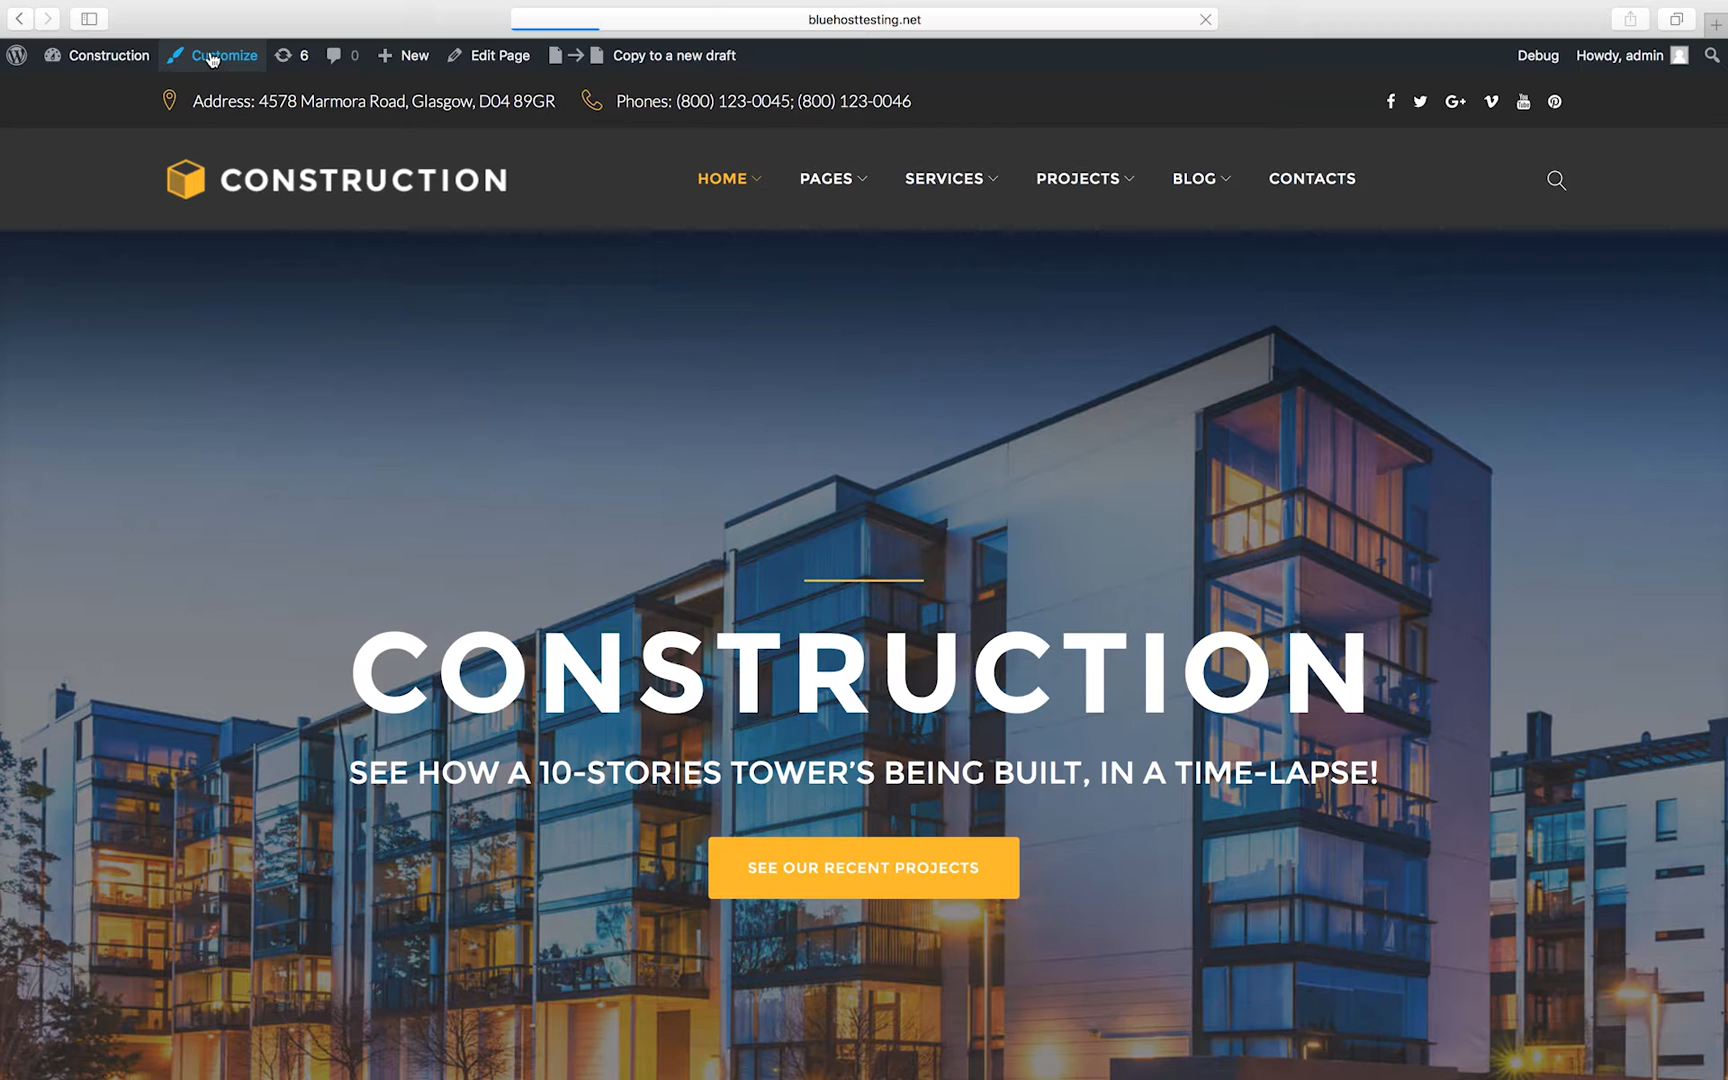 bluehosttesting.net
Construction Customize 6 0 New Edit Page Copy to a new draft Debug Howdy, admin
Address: 4578 Marmora Road, Glasgow, D04 89GR Phones: (800) 123-0045; (800) 123-0046
CONSTRUCTION HOME PAGES SERVICES PROJECTS BLOG CONTACTS
CONSTRUCTION
SEE HOW A 10-STORIES TOWER’S BEING BUILT, IN A TIME-LAPSE!
SEE OUR RECENT PROJECTS